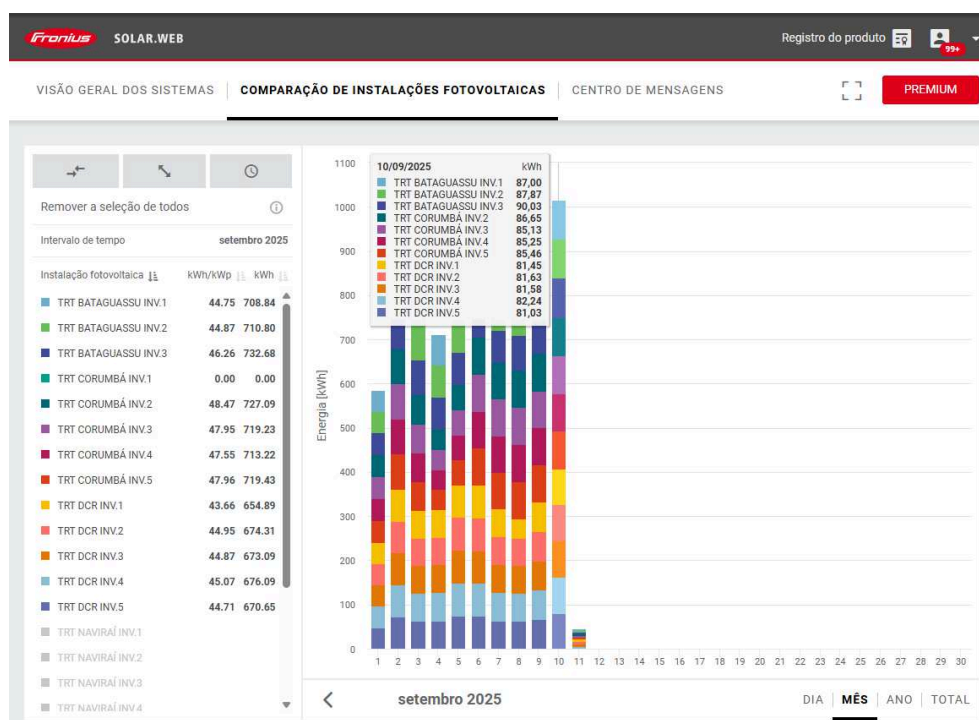 Fronius SOLAR.WEB
Registro do produto
99+
VISÃO GERAL DOS SISTEMAS COMPARAÇÃO DE INSTALAÇÕES FOTOVOLTAICAS CENTRO DE MENSAGENS
PREMIUM
Remover a seleção de todos
Intervalo de tempo setembro 2025
Instalação fotovoltaica kWh/kWp kWh
TRT BATAGUASSU INV.1 44.75 708.84
TRT BATAGUASSU INV.2 44.87 710.80
TRT BATAGUASSU INV.3 46.26 732.68
TRT CORUMBÁ INV.1 0.00 0.00
TRT CORUMBÁ INV.2 48.47 727.09
TRT CORUMBÁ INV.3 47.95 719.23
TRT CORUMBÁ INV.4 47.55 713.22
TRT CORUMBÁ INV.5 47.96 719.43
TRT DCR INV.1 43.66 654.89
TRT DCR INV.2 44.95 674.31
TRT DCR INV.3 44.87 673.09
TRT DCR INV.4 45.07 676.09
TRT DCR INV.5 44.71 670.65
TRT NAVIRAÍ INV.1
TRT NAVIRAÍ INV.2
TRT NAVIRAÍ INV.3
TRT NAVIRAÍ INV.4
Energia [kWh]
1100
1000
900
800
700
600
500
400
300
200
100
0
10/09/2025 kWh
TRT BATAGUASSU INV.1 87,00
TRT BATAGUASSU INV.2 87,87
TRT BATAGUASSU INV.3 90,03
TRT CORUMBÁ INV.2 86,65
TRT CORUMBÁ INV.3 85,13
TRT CORUMBÁ INV.4 85,25
TRT CORUMBÁ INV.5 85,46
TRT DCR INV.1 81,45
TRT DCR INV.2 81,63
TRT DCR INV.3 81,58
TRT DCR INV.4 82,24
TRT DCR INV.5 81,03
1 2 3 4 5 6 7 8 9 10 11 12 13 14 15 16 17 18 19 20 21 22 23 24 25 26 27 28 29 30
setembro 2025
DIA MÊS ANO TOTAL